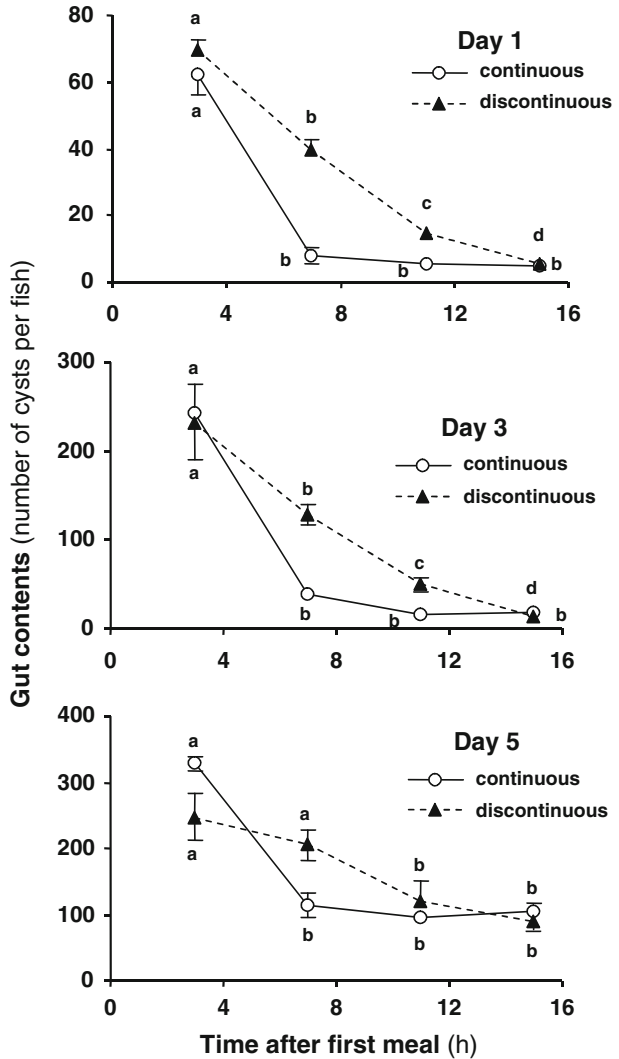 Gut contents (number of cysts per fish)
80
60
40
20
0
0 4 8 12 16
Day 1
continuous
discontinuous
a
a
b
b
c
b
d
b
300
200
100
0
0 4 8 12 16
Day 3
continuous
discontinuous
a
a
b
b
c
b
d
b
400
300
200
100
0
0 4 8 12 16
Day 5
continuous
discontinuous
a
a
a
b
b
b
b
b
Time after first meal (h)